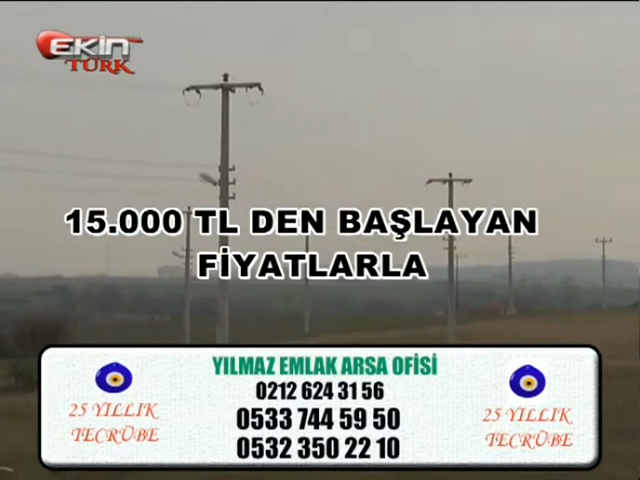 EKİN
TÜRK
15.000 TL DEN BAŞLAYAN
FİYATLARLA
YILMAZ EMLAK ARSA OFİSİ
0212 624 31 56
0533 744 59 50
0532 350 22 10
25 YILLIK
TECRÜBE
25 YILLIK
TECRÜBE